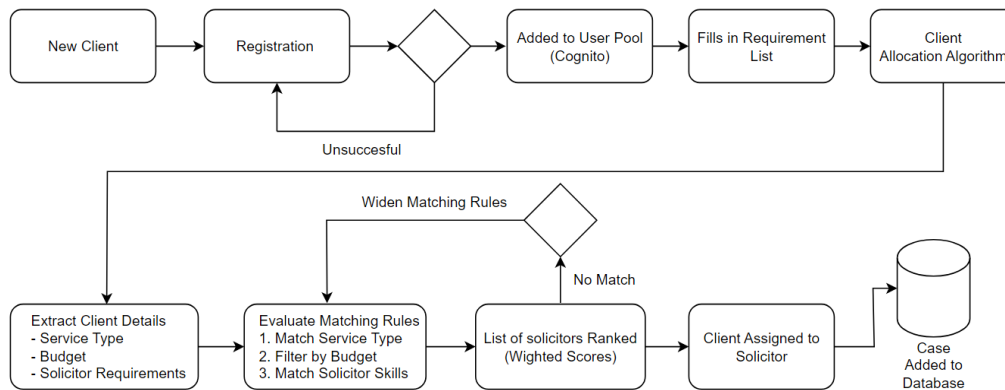 New Client
Registration
Added to User Pool
(Cognito)
Fills in Requirement
List
Client
Allocation Algorithm
Unsuccesful
Widen Matching Rules
No Match
Extract Client Details
- Service Type
- Budget
- Solicitor Requirements
Evaluate Matching Rules
1. Match Service Type
2. Filter by Budget
3. Match Solicitor Skills
List of solicitors Ranked
(Wighted Scores)
Client Assigned to
Solicitor
Case
Added to
Database